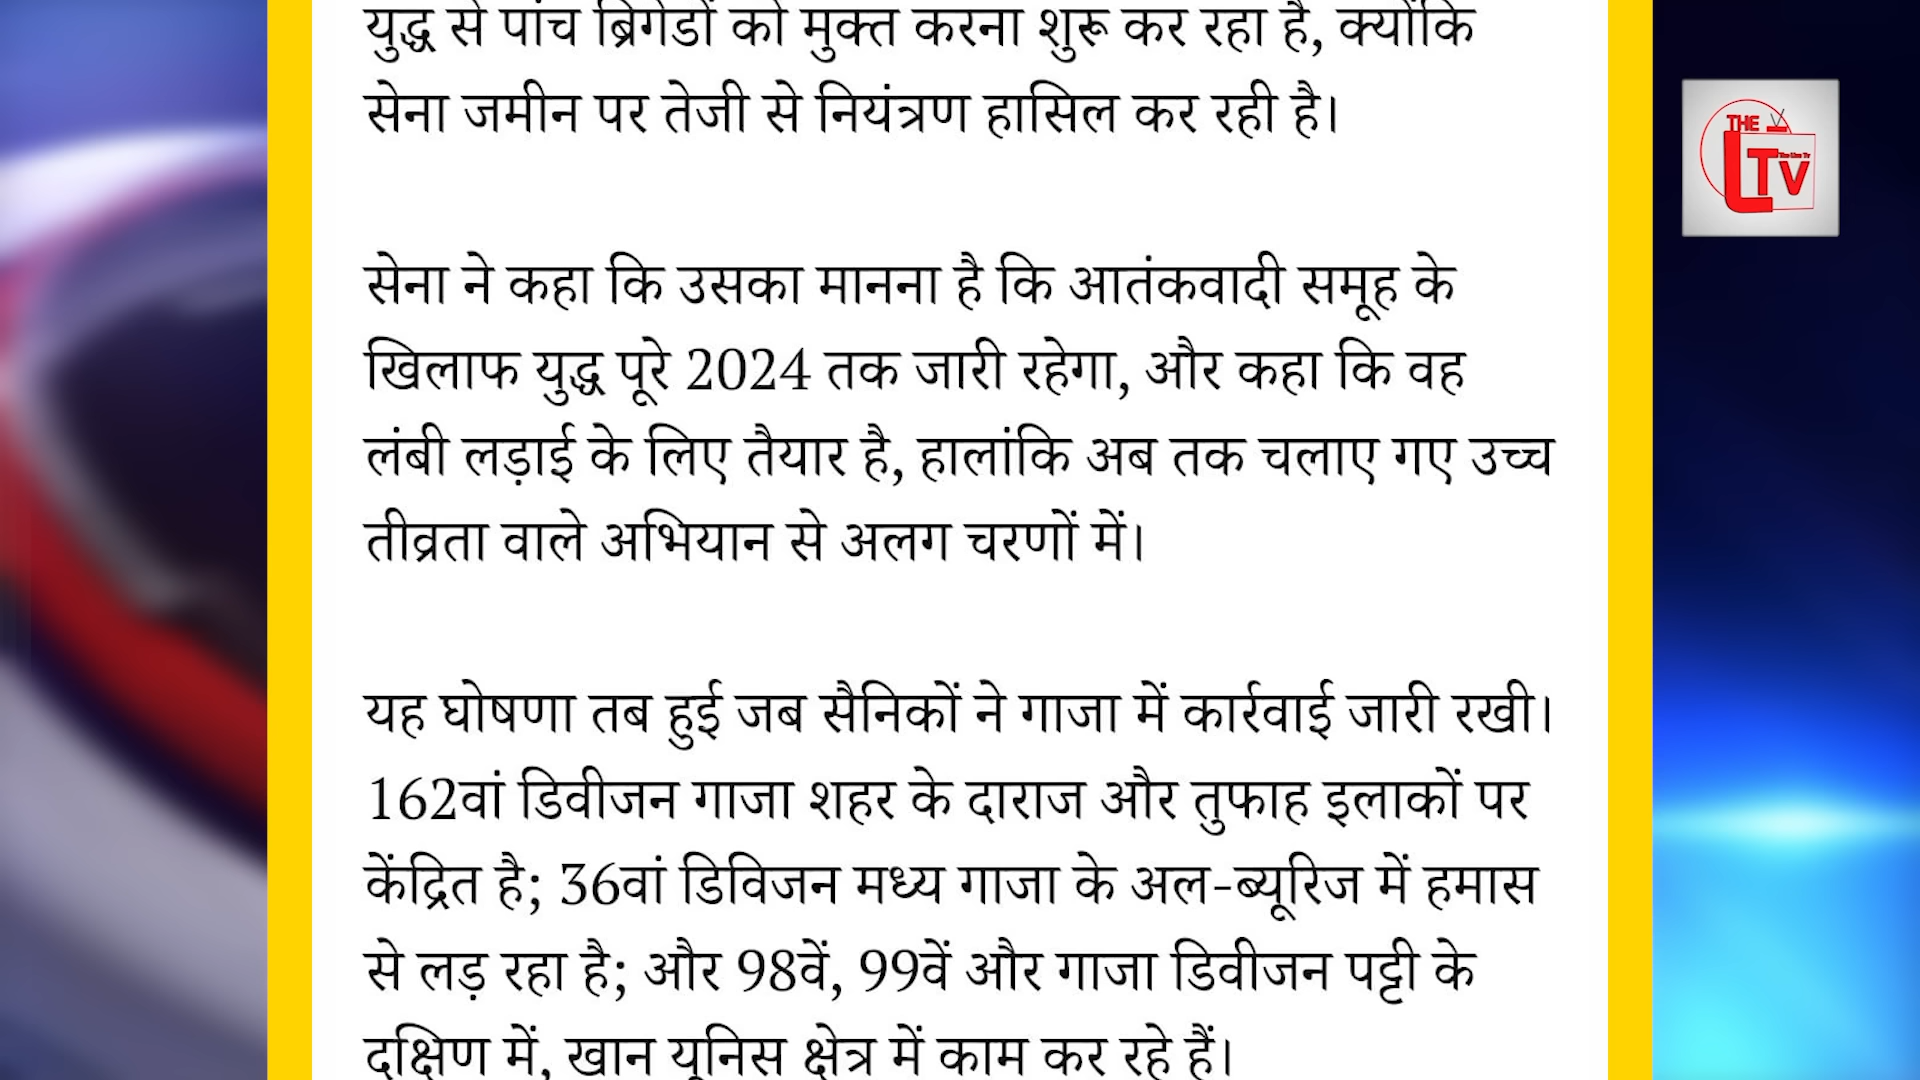 युद्ध से पांच ब्रिगेडों को मुक्त करना शुरू कर रहा है, क्योंकि
सेना जमीन पर तेजी से नियंत्रण हासिल कर रही है।
सेना ने कहा कि उसका मानना है कि आतंकवादी समूह के
खिलाफ युद्ध पूरे 2024 तक जारी रहेगा, और कहा कि वह
लंबी लड़ाई के लिए तैयार है, हालांकि अब तक चलाए गए उच्च
तीव्रता वाले अभियान से अलग चरणों में।
यह घोषणा तब हुई जब सैनिकों ने गाजा में कार्रवाई जारी रखी।
162वां डिवीजन गाजा शहर के दाराज और तुफाह इलाकों पर
केंद्रित है; 36वां डिविजन मध्य गाजा के अल-ब्यूरिज में हमास
से लड़ रहा है; और 98वें, 99वें और गाजा डिवीजन पट्टी के
दक्षिण में, खान यूनिस क्षेत्र में काम कर रहे हैं।
THE
LTV
The Live Tv